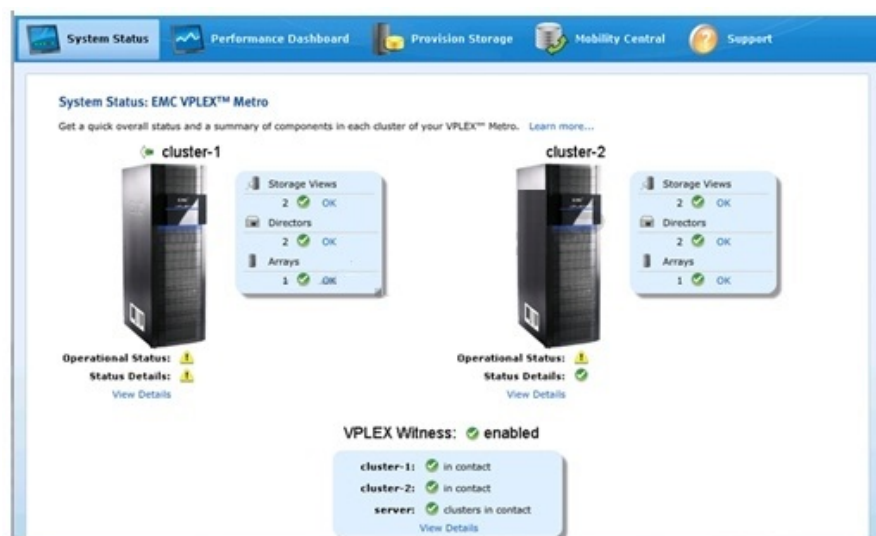 System Status Performance Dashboard Provision Storage Mobility Central Support
System Status: EMC VPLEX™ Metro
Get a quick overall status and a summary of components in each cluster of your VPLEX™ Metro. Learn more...
cluster-1
Storage Views
2 OK
Directors
2 OK
Arrays
1 OK
Operational Status:
Status Details:
View Details
cluster-2
Storage Views
2 OK
Directors
2 OK
Arrays
1 OK
Operational Status:
Status Details:
View Details
VPLEX Witness: enabled
cluster-1: in contact
cluster-2: in contact
server: clusters in contact
View Details